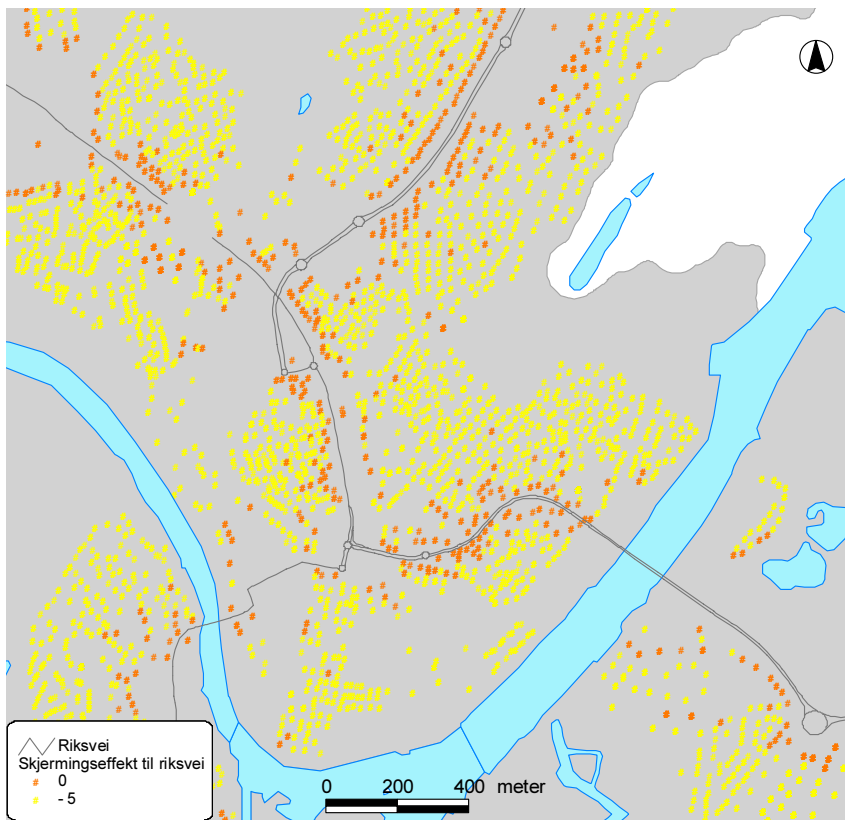 Riksvei
Skjermingseffekt til riksvei
# 0
# - 5
0 200 400 meter